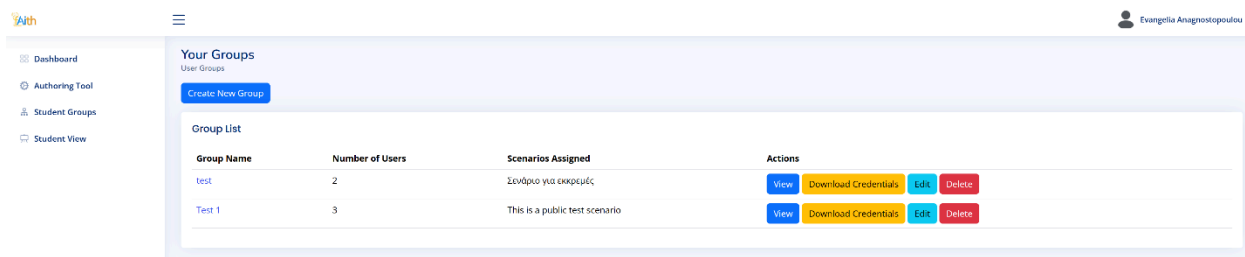 Aith
Evangelia Anagnostopoulou
Dashboard
Authoring Tool
Student Groups
Student View
Your Groups
User Groups
Create New Group
Group List
Group Name Number of Users Scenarios Assigned Actions
test 2 Σενάριο για εκκρεμές View Download Credentials Edit Delete
Test 1 3 This is a public test scenario View Download Credentials Edit Delete